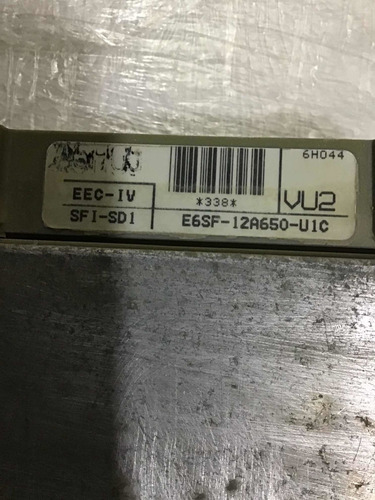 6H044
EEC-IV
*338*
VU2
SFI-SD1
E6SF-12A650-U1C